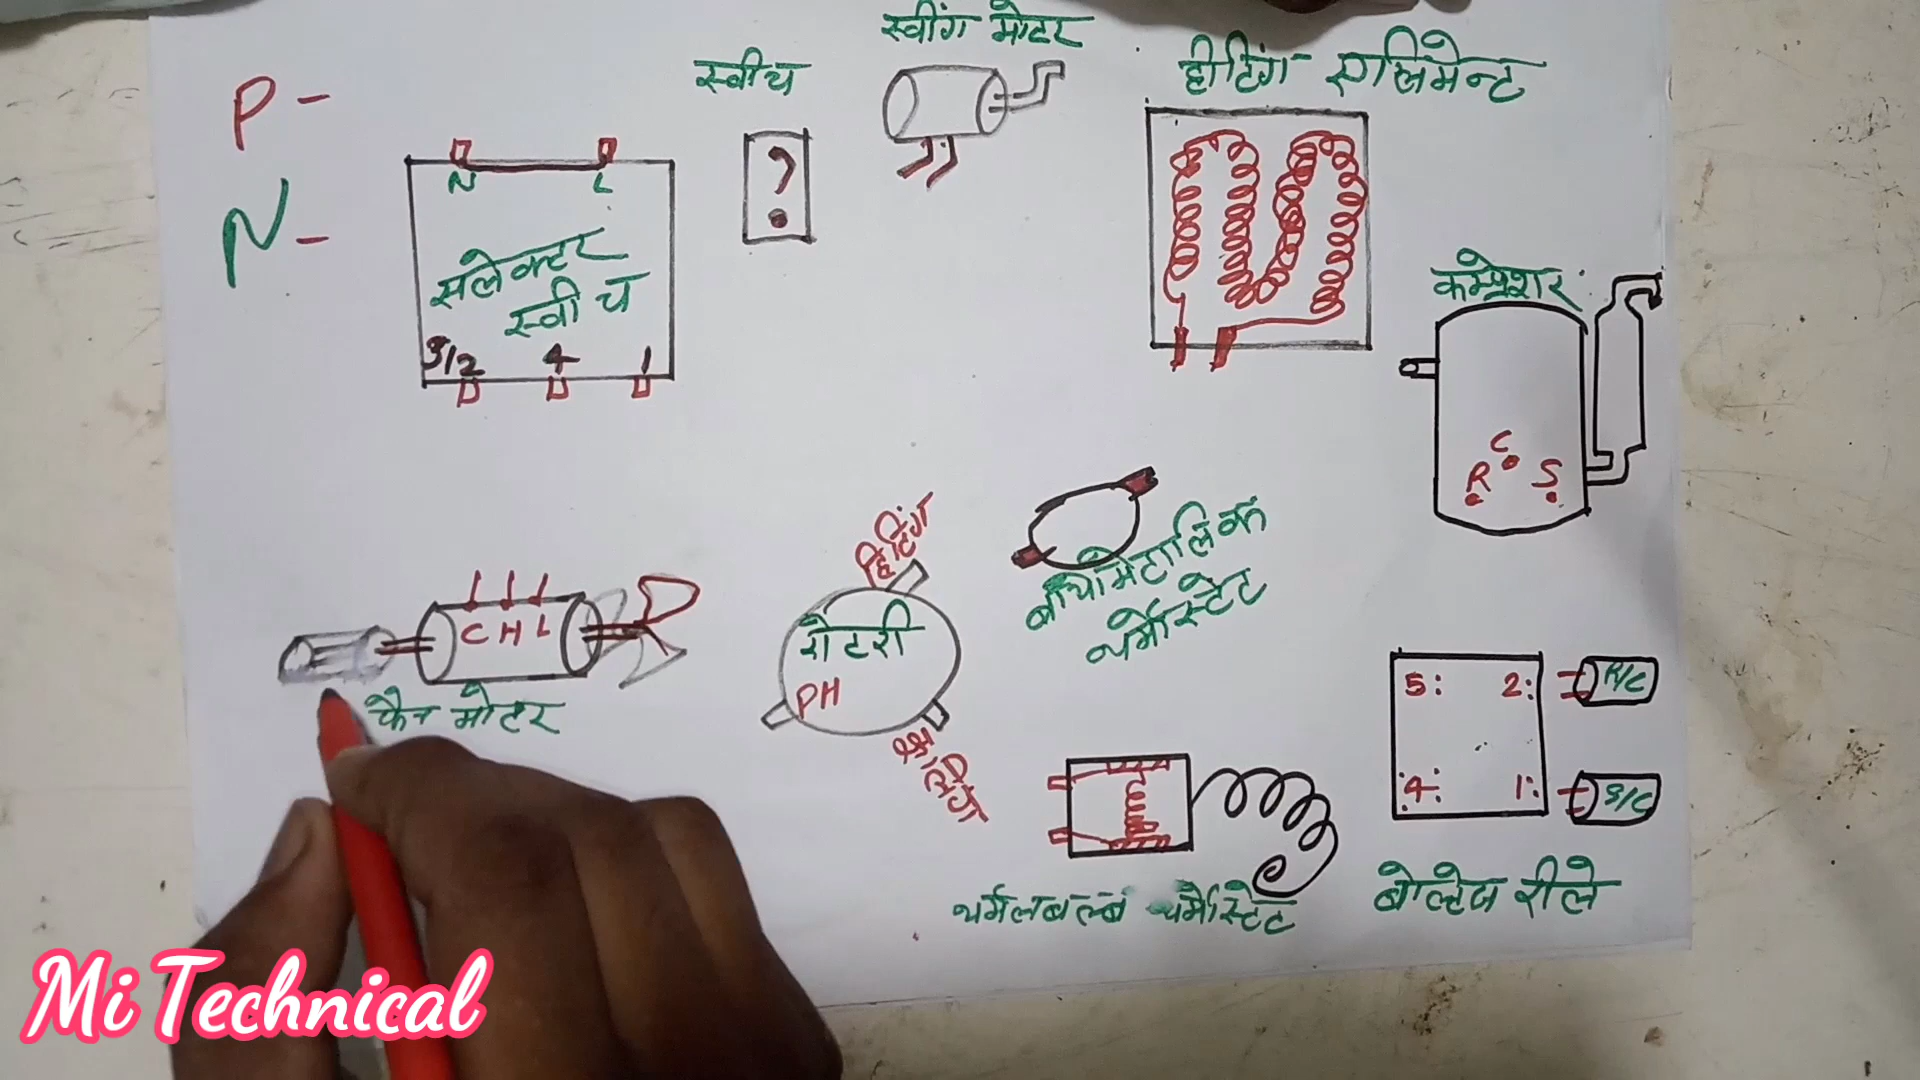 P -
N -
N L
सलेक्टर
स्वीच
3/2 4 1
स्वीच
?
स्वींग मोटर
हीटिंग एलिमेन्ट
कम्प्रेशर
C
R S
C H L
फैन मोटर
हिटिंग
रोटरी
PH
कुलिंग
बायोमेटालिक
थर्मोस्टेट
थर्मलबल्ब थर्मोस्टेट
5: 2:
4: 1:
R/C
S/C
बोल्टेज रीले
Mi Technical